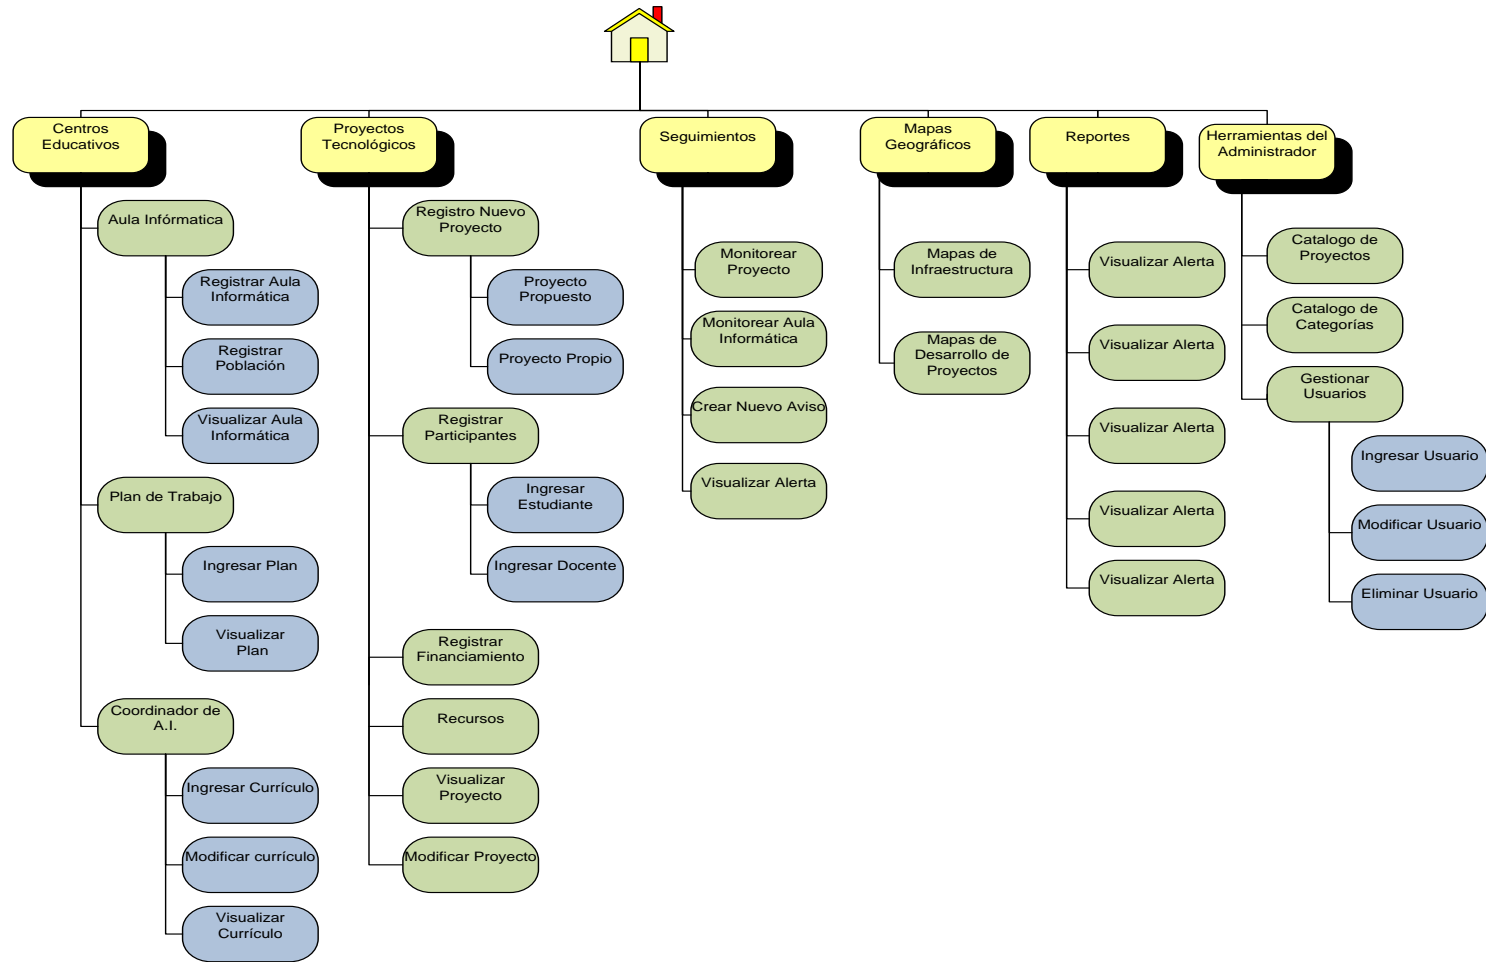 Centros
Educativos
Proyectos
Tecnológicos
Seguimientos
Mapas
Geográficos
Reportes
Herramientas del
Administrador
Aula Infórmatica
Registrar Aula
Informática
Registrar
Población
Visualizar Aula
Informática
Plan de Trabajo
Ingresar Plan
Visualizar
Plan
Coordinador de
A.I.
Ingresar Currículo
Modificar currículo
Visualizar
Currículo
Registro Nuevo
Proyecto
Proyecto
Propuesto
Proyecto Propio
Registrar
Participantes
Ingresar
Estudiante
Ingresar Docente
Registrar
Financiamiento
Recursos
Visualizar
Proyecto
Modificar Proyecto
Monitorear
Proyecto
Monitorear Aula
Informática
Crear Nuevo Aviso
Visualizar Alerta
Mapas de
Infraestructura
Mapas de
Desarrollo de
Proyectos
Visualizar Alerta
Visualizar Alerta
Visualizar Alerta
Visualizar Alerta
Visualizar Alerta
Catalogo de
Proyectos
Catalogo de
Categorías
Gestionar
Usuarios
Ingresar Usuario
Modificar Usuario
Eliminar Usuario